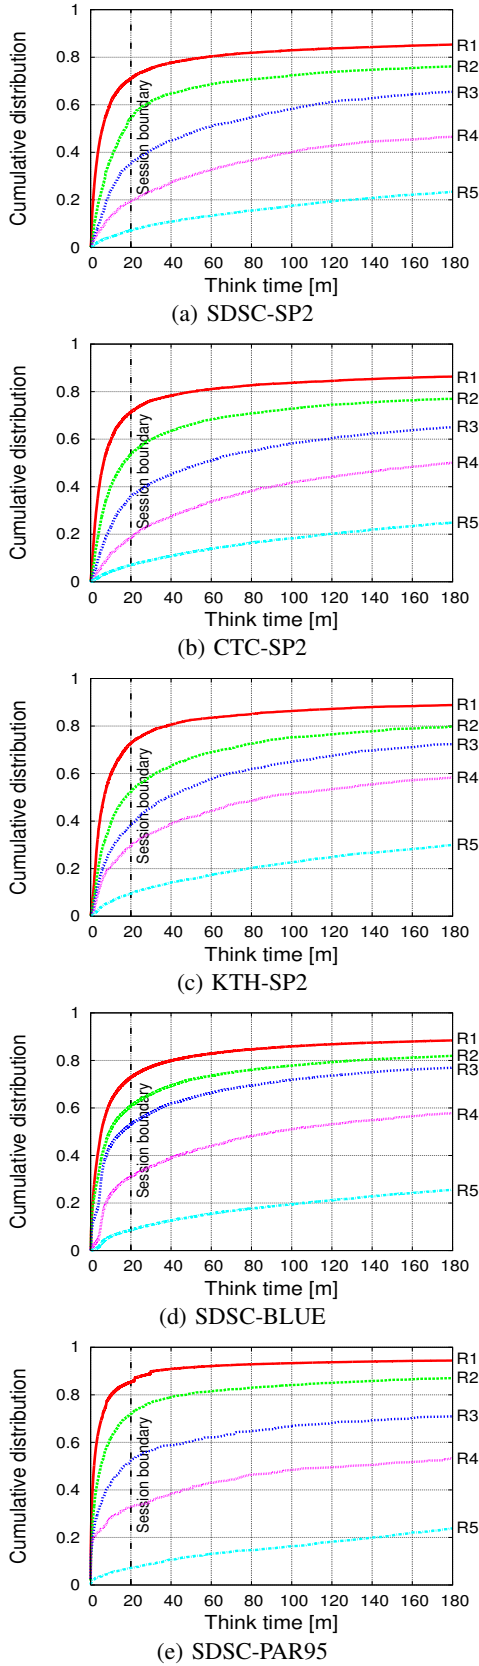 Cumulative distribution
1
0.8
0.6
0.4
0.2
0
Session boundary
R1
R2
R3
R4
R5
0 20 40 60 80 100 120 140 160 180
Think time [m]
(a) SDSC-SP2
Cumulative distribution
1
0.8
0.6
0.4
0.2
0
Session boundary
R1
R2
R3
R4
R5
0 20 40 60 80 100 120 140 160 180
Think time [m]
(b) CTC-SP2
Cumulative distribution
1
0.8
0.6
0.4
0.2
0
Session boundary
R1
R2
R3
R4
R5
0 20 40 60 80 100 120 140 160 180
Think time [m]
(c) KTH-SP2
Cumulative distribution
1
0.8
0.6
0.4
0.2
0
Session boundary
R1
R2
R3
R4
R5
0 20 40 60 80 100 120 140 160 180
Think time [m]
(d) SDSC-BLUE
Cumulative distribution
1
0.8
0.6
0.4
0.2
0
Session boundary
R1
R2
R3
R4
R5
0 20 40 60 80 100 120 140 160 180
Think time [m]
(e) SDSC-PAR95